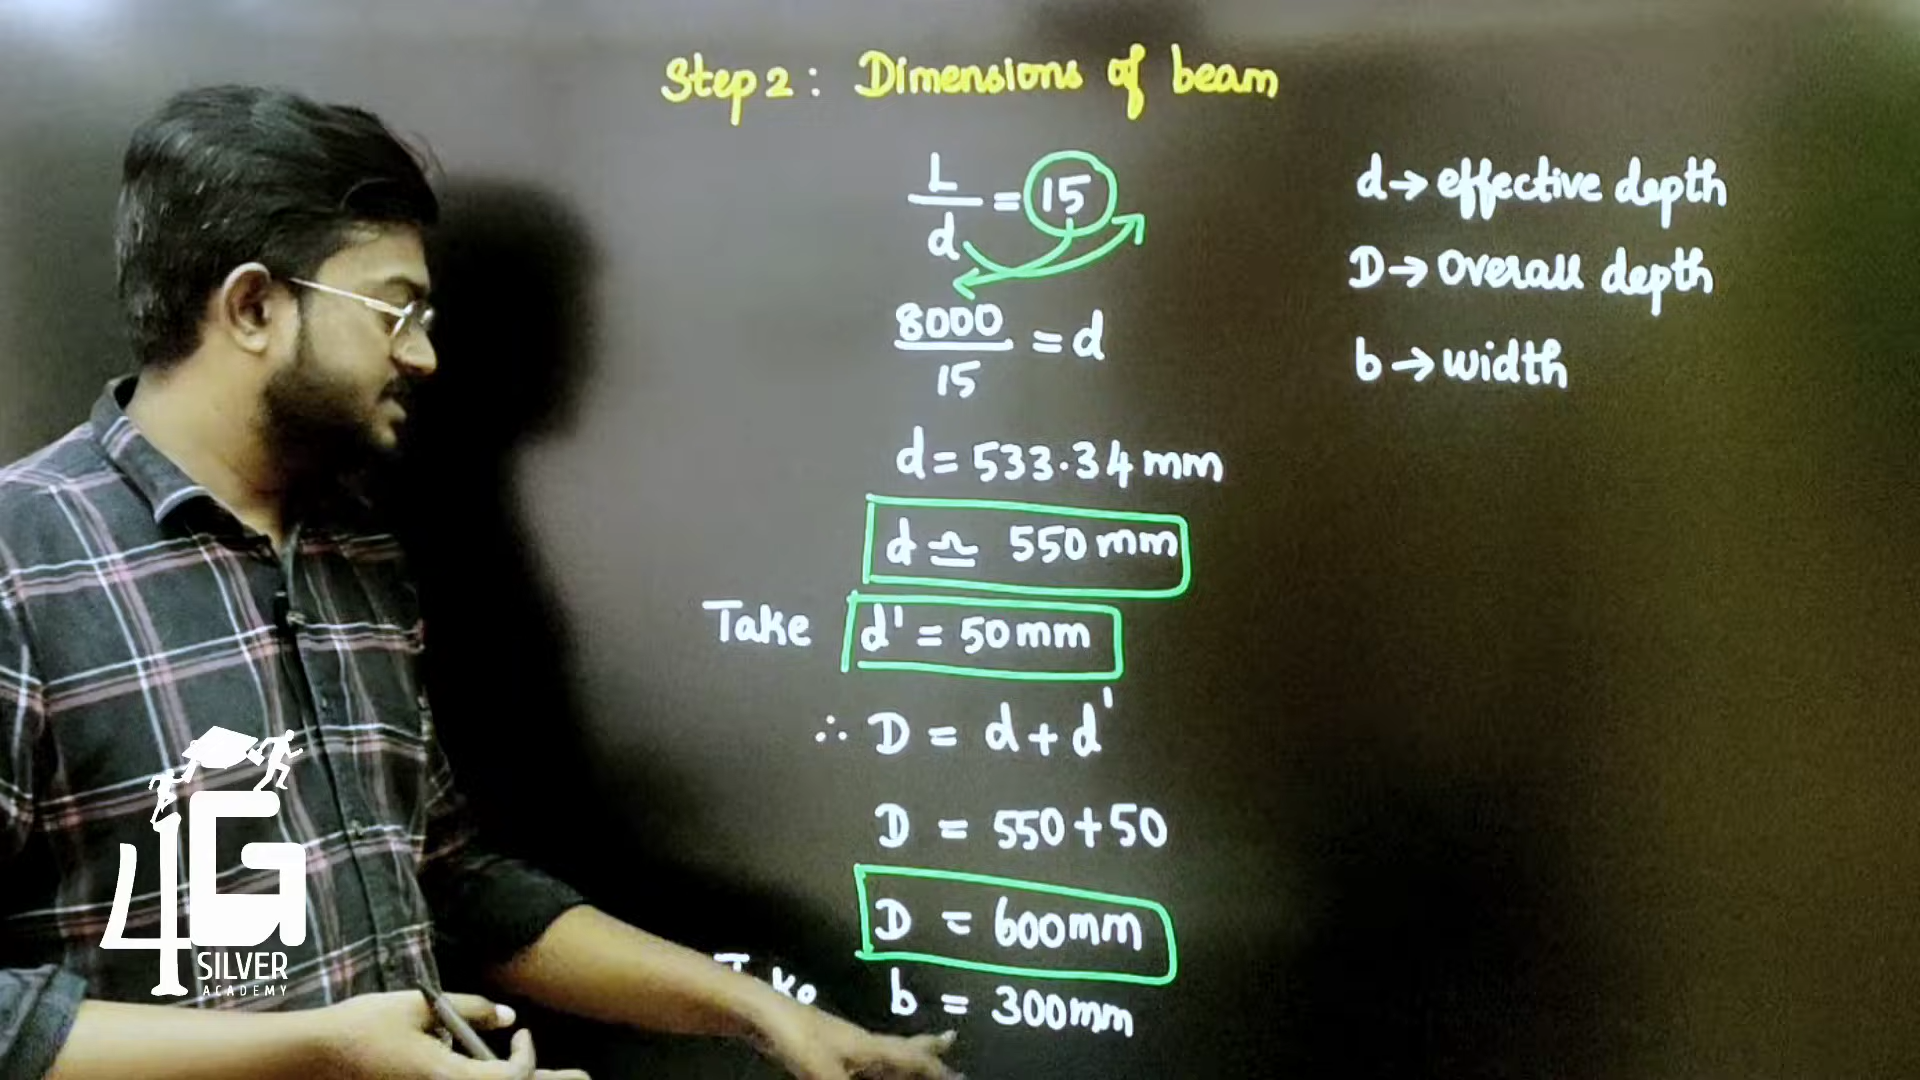 Step 2 : Dimensions of beam
L/d = 15
8000/15 = d
d = 533.34 mm
d ≃ 550 mm
Take d' = 50 mm
∴ D = d + d'
D = 550 + 50
D = 600mm
Take b = 300mm
d → effective depth
D → Overall depth
b → width
4G
SILVER
ACADEMY